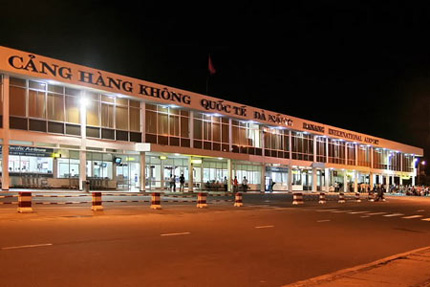 CẢNG HÀNG KHÔNG QUỐC TẾ ĐÀ NẴNG DANANG INTERNATIONAL AIRPORT